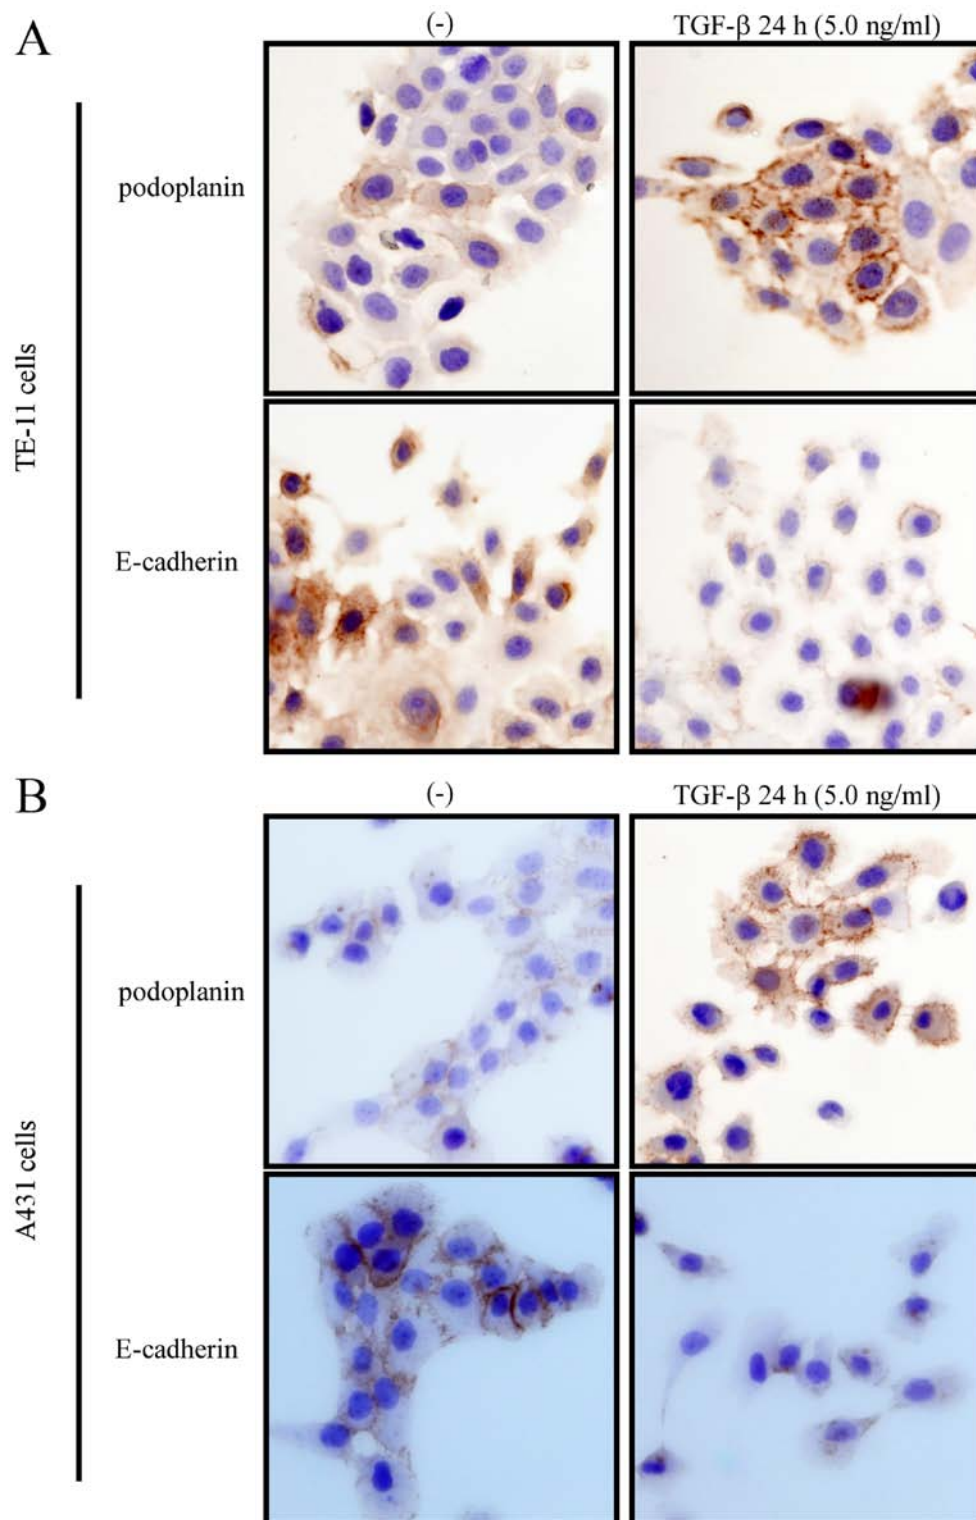 A
(-)
TGF-β 24 h (5.0 ng/ml)
podoplanin
TE-11 cells
E-cadherin
B
(-)
TGF-β 24 h (5.0 ng/ml)
podoplanin
A431 cells
E-cadherin